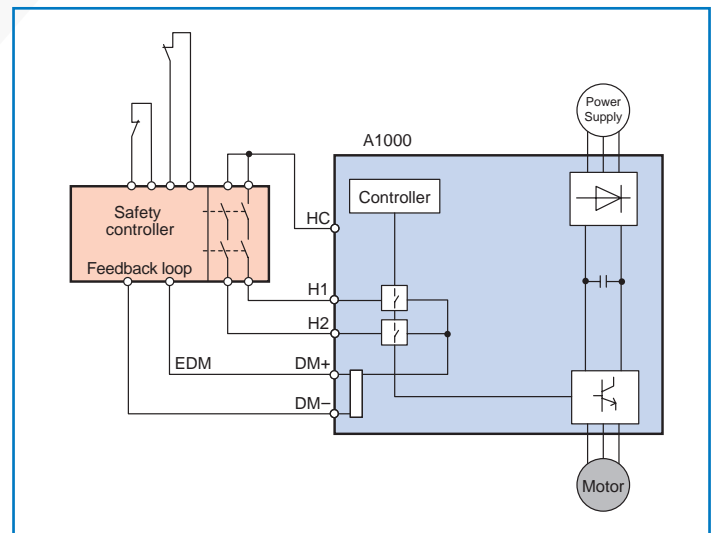 Power
Supply
A1000
Controller
HC
Safety
controller
Feedback loop
H1
H2
EDM
DM+
DM−
Motor